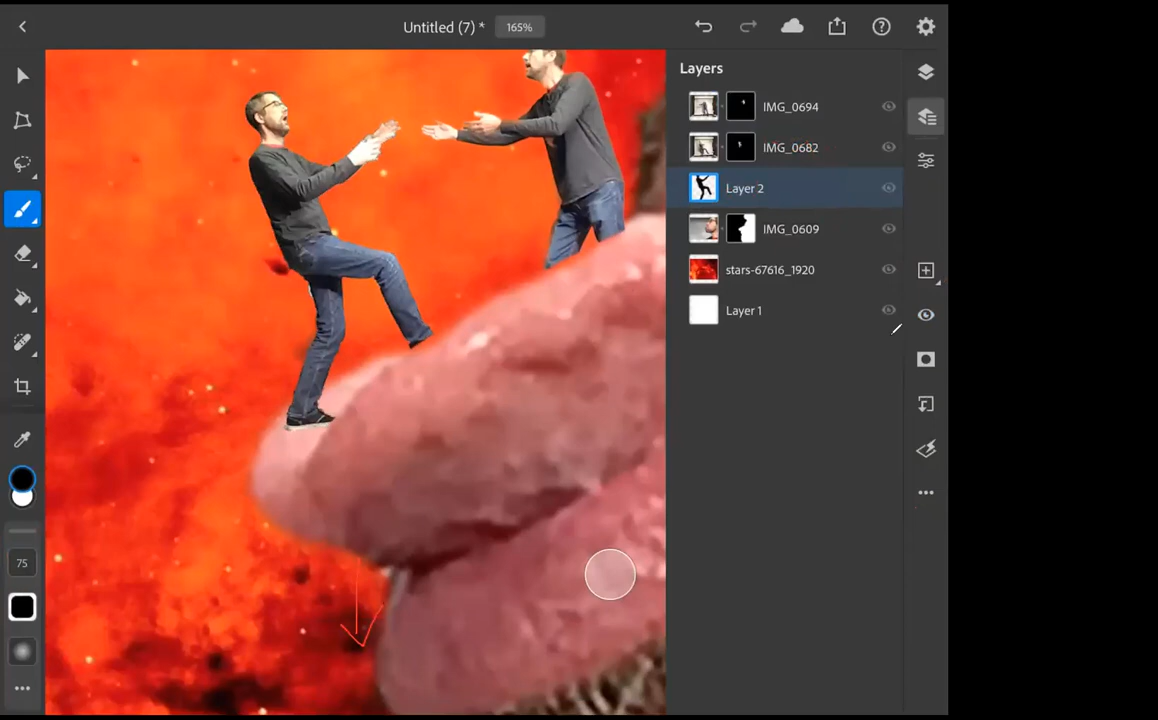 Untitled (7) *
165%
Layers
IMG_0694
IMG_0682
Layer 2
IMG_0609
stars-67616_1920
Layer 1
75